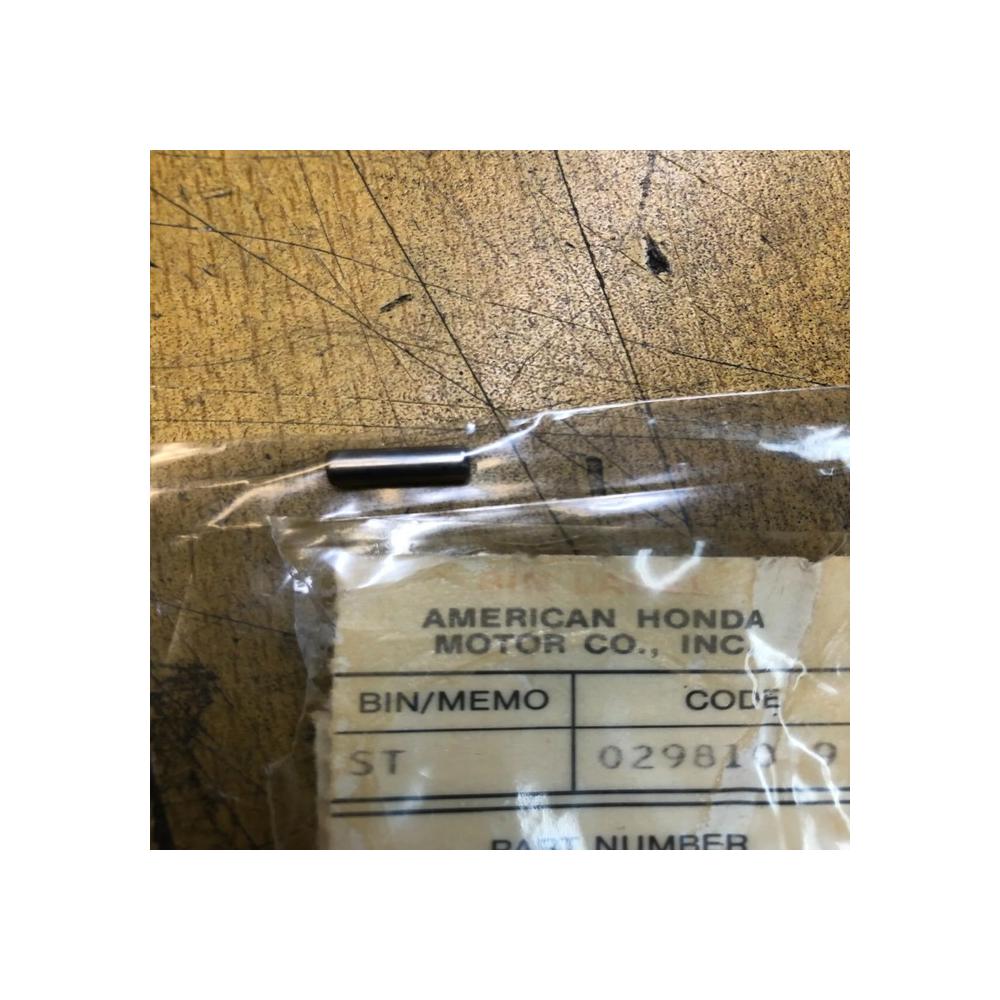 AMERICAN HONDA
MOTOR CO., INC.
BIN/MEMO CODE
ST 029810 9
PART NUMBER